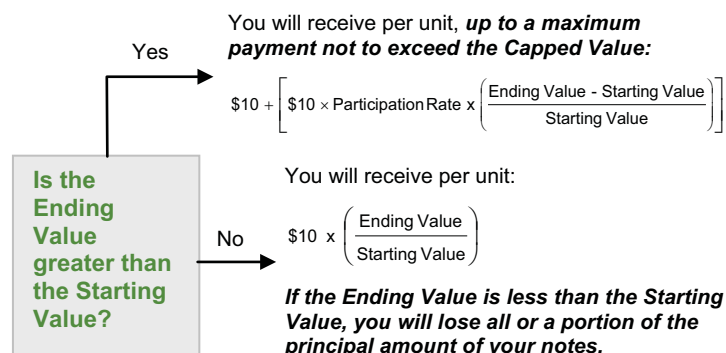 You will receive per unit, up to a maximum
payment not to exceed the Capped Value:
Yes
$10 + [ $10 × Participation Rate x ( Ending Value - Starting Value / Starting Value ) ]
Is the
Ending
Value
greater than
the Starting
Value?
No
You will receive per unit:
$10 x ( Ending Value / Starting Value )
If the Ending Value is less than the Starting
Value, you will lose all or a portion of the
principal amount of your notes.